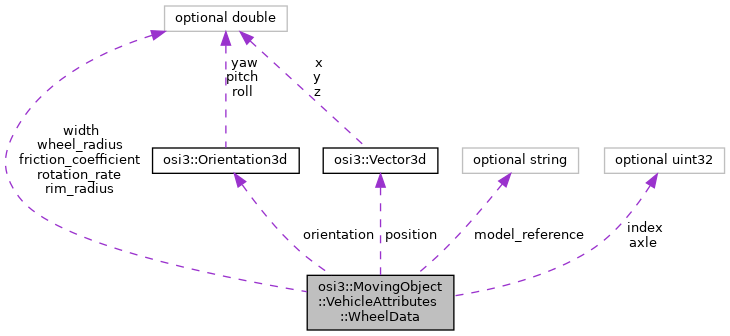 optional double
yaw
pitch
roll
x
y
z
width
wheel_radius
friction_coefficient
rotation_rate
rim_radius
osi3::Orientation3d
osi3::Vector3d
optional string
optional uint32
orientation
position
model_reference
index
axle
osi3::MovingObject
::VehicleAttributes
::WheelData